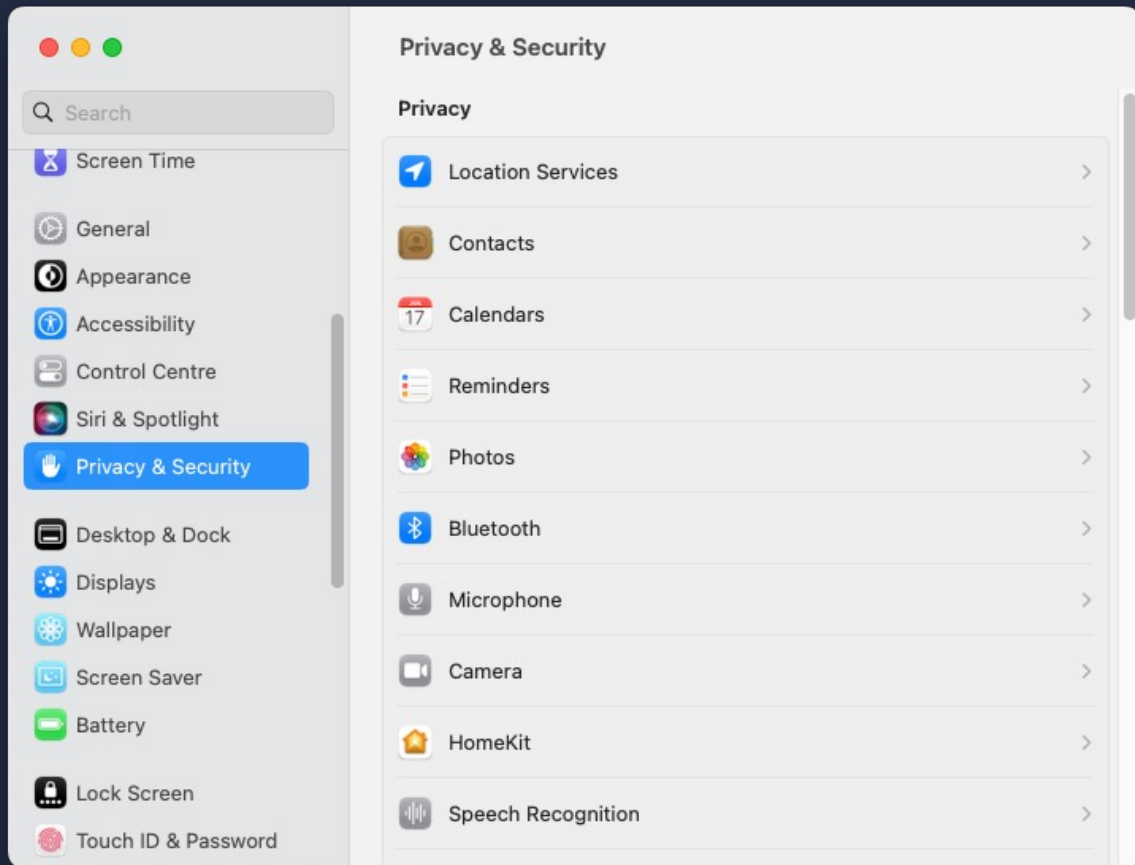 Privacy & Security
Search
Screen Time
General
Appearance
Accessibility
Control Centre
Siri & Spotlight
Privacy & Security
Desktop & Dock
Displays
Wallpaper
Screen Saver
Battery
Lock Screen
Touch ID & Password
Privacy
Location Services
Contacts
17
Calendars
Reminders
Photos
Bluetooth
Microphone
Camera
HomeKit
Speech Recognition